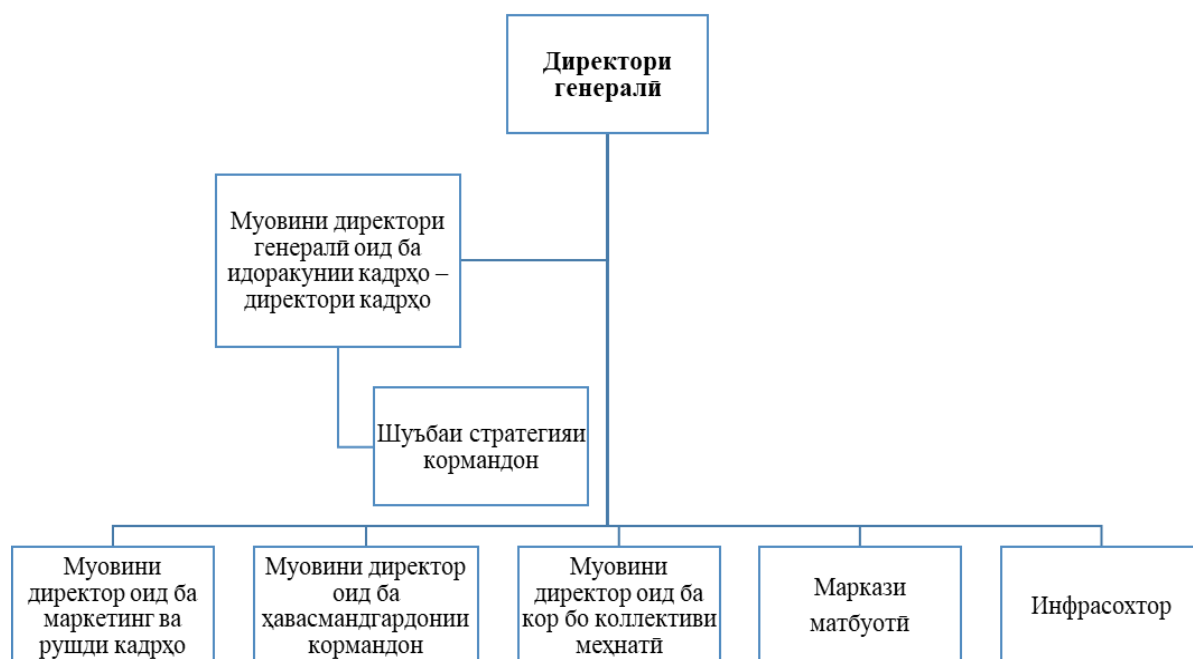 Директори
генералӣ
Муовини директори
генералӣ оид ба
идоракунии кадрҳо –
директори кадрҳо
Шуъбаи стратегияи
кормандон
Муовини
директор оид ба
маркетинг ва
рушди кадрҳо
Муовини директор
оид ба
ҳавасмандгардонии
кормандон
Муовини
директор оид ба
кор бо коллективи
меҳнатӣ
Маркази
матбуотӣ
Инфрасохтор